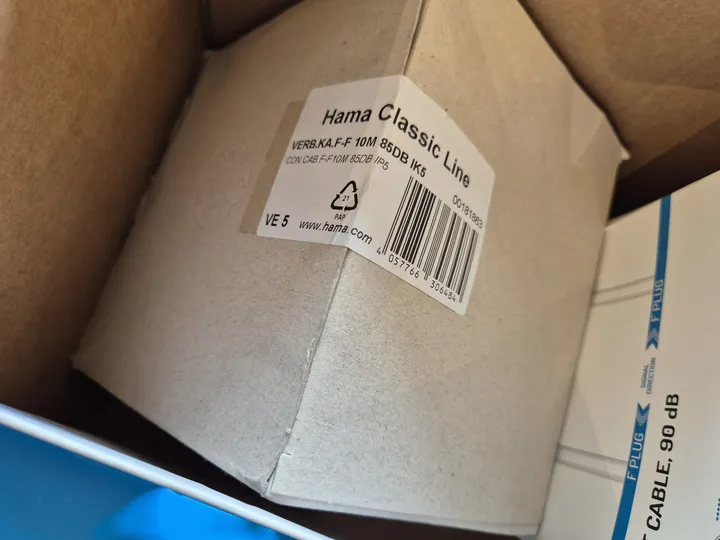 Hama Classic Line
VERB.KA.F-F 10M 85DB IK5
CON.CAB.F-F10M 85DB /IP5
00181883
21
PAP
VE 5
www.hama.com
4 057766 306484
F PLUG
SIGNAL
DIRECTION
F PLUG
CABLE, 90 dB